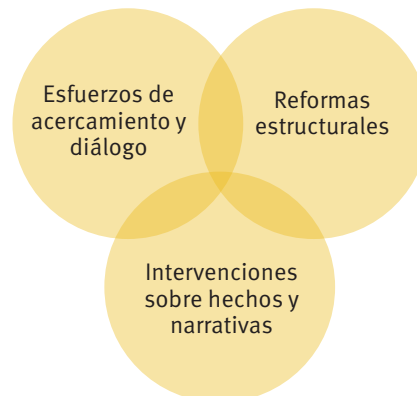 Esfuerzos de
acercamiento y
diálogo
Reformas
estructurales
Intervenciones
sobre hechos y
narrativas